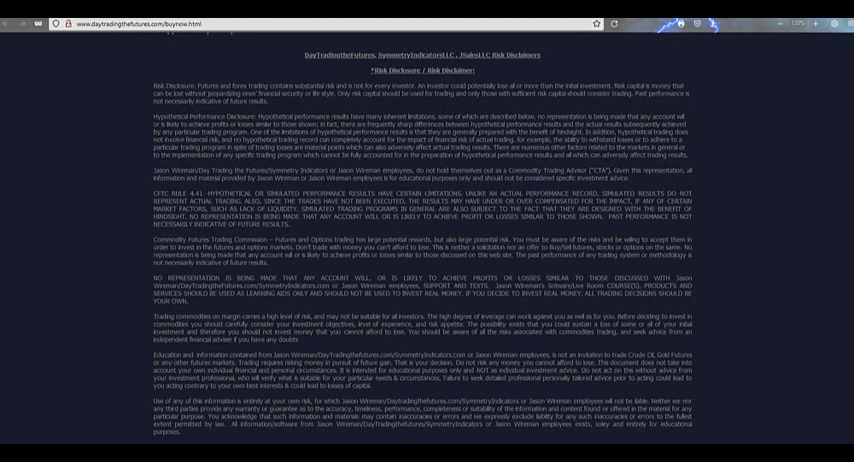 www.daytradingthefutures.com/buynow.html
120%
DayTradingtheFutures, SymmetryIndicatorsLLC, JSalesLLC Risk Disclaimers
*Risk Disclosure / Risk Disclaimer:
Risk Disclosure: Futures and forex trading contains substantial risk and is not for every investor. An investor could potentially lose all or more than the initial investment. Risk capital is money that
can be lost without jeopardizing ones' financial security or life style. Only risk capital should be used for trading and only those with sufficient risk capital should consider trading. Past performance is
not necessarily indicative of future results.
Hypothetical Performance Disclosure: Hypothetical performance results have many inherent limitations, some of which are described below. no representation is being made that any account will
or is likely to achieve profits or losses similar to those shown; in fact, there are frequently sharp differences between hypothetical performance results and the actual results subsequently achieved
by any particular trading program. One of the limitations of hypothetical performance results is that they are generally prepared with the benefit of hindsight. In addition, hypothetical trading does
not involve financial risk, and no hypothetical trading record can completely account for the impact of financial risk of actual trading. for example, the ability to withstand losses or to adhere to a
particular trading program in spite of trading losses are material points which can also adversely affect actual trading results. There are numerous other factors related to the markets in general or
to the implementation of any specific trading program which cannot be fully accounted for in the preparation of hypothetical performance results and all which can adversely affect trading results.
Jason Wireman/Day Trading the Futures/Symmetry Indicators or Jason Wireman employees, do not hold themselves out as a Commodity Trading Advisor ("CTA"). Given this representation, all
information and material provided by Jason Wireman or Jason Wireman employees is for educational purposes only and should not be considered specific investment advice.
CFTC RULE 4.41 -HYPOTHETICAL OR SIMULATED PERFORMANCE RESULTS HAVE CERTAIN LIMITATIONS. UNLIKE AN ACTUAL PERFORMANCE RECORD, SIMULATED RESULTS DO NOT
REPRESENT ACTUAL TRADING. ALSO, SINCE THE TRADES HAVE NOT BEEN EXECUTED, THE RESULTS MAY HAVE UNDER OR OVER COMPENSATED FOR THE IMPACT, IF ANY OF CERTAIN
MARKET FACTORS, SUCH AS LACK OF LIQUIDITY. SIMULATED TRADING PROGRAMS IN GENERAL ARE ALSO SUBJECT TO THE FACT THAT THEY ARE DESIGNED WITH THE BENEFIT OF
HINDSIGHT. NO REPRESENTATION IS BEING MADE THAT ANY ACCOUNT WILL OR IS LIKELY TO ACHIEVE PROFIT OR LOSSES SIMILAR TO THOSE SHOWN. PAST PERFORMANCE IS NOT
NECESSARILY INDICATIVE OF FUTURE RESULTS.
Commodity Futures Trading Commission – Futures and Options trading has large potential rewards, but also large potential risk. You must be aware of the risks and be willing to accept them in
order to invest in the futures and options markets. Don't trade with money you can't afford to lose. This is neither a solicitation nor an offer to Buy/Sell futures, stocks or options on the same. No
representation is being made that any account will or is likely to achieve profits or losses similar to those discussed on this web site. The past performance of any trading system or methodology is
not necessarily indicative of future results.
NO REPRESENTATION IS BEING MADE THAT ANY ACCOUNT WILL, OR IS LIKELY TO ACHIEVE PROFITS OR LOSSES SIMILAR TO THOSE DISCUSSED WITH Jason
Wireman/DayTradingtheFutures.com/SymmetryIndicators.com or Jason Wireman employees, SUPPORT AND TEXTS. Jason Wireman's Sotware/Live Room COURSE(S). PRODUCTS AND
SERVICES SHOULD BE USED AS LEARNING AIDS ONLY AND SHOULD NOT BE USED TO INVEST REAL MONEY. IF YOU DECIDE TO INVEST REAL MONEY, ALL TRADING DECISIONS SHOULD BE
YOUR OWN.
Trading commodities on margin carries a high level of risk, and may not be suitable for all investors. The high degree of leverage can work against you as well as for you. Before deciding to invest in
commodities you should carefully consider your investment objectives, level of experience, and risk appetite. The possibility exists that you could sustain a loss of some or all of your initial
investment and therefore you should not invest money that you cannot afford to lose. You should be aware of all the risks associated with commodities trading, and seek advice from an
independent financial adviser if you have any doubts
Education and information contained from Jason Wireman/DayTradingthefutures.com/SymmetryIndicators.com or Jason Wireman employees, is not an invitation to trade Crude Oil, Gold Futures
or any other futures markets. Trading requires risking money in pursuit of future gain. That is your decision. Do not risk any money you cannot afford to lose. This document does not take into
account your own individual financial and personal circumstances. It is intended for educational purposes only and NOT as individual investment advice. Do not act on this without advice from
your investment professional, who will verify what is suitable for your particular needs & circumstances. Failure to seek detailed professional personally tailored advice prior to acting could lead to
you acting contrary to your own best interests & could lead to losses of capital.
Use of any of this information is entirely at your own risk, for which Jason Wireman/Daytradingthefutures.com/SymmetryIndicators or Jason Wireman employees will not be liable. Neither we nor
any third parties provide any warranty or guarantee as to the accuracy, timeliness, performance, completeness or suitability of the information and content found or offered in the material for any
particular purpose. You acknowledge that such information and materials may contain inaccuracies or errors and we expressly exclude liability for any such inaccuracies or errors to the fullest
extent permitted by law. All information/software from Jason Wireman/Daytradingthefutures/SymmetryIndicators or Jason Wireman employees exists, soley and entirely for educational
purposes.